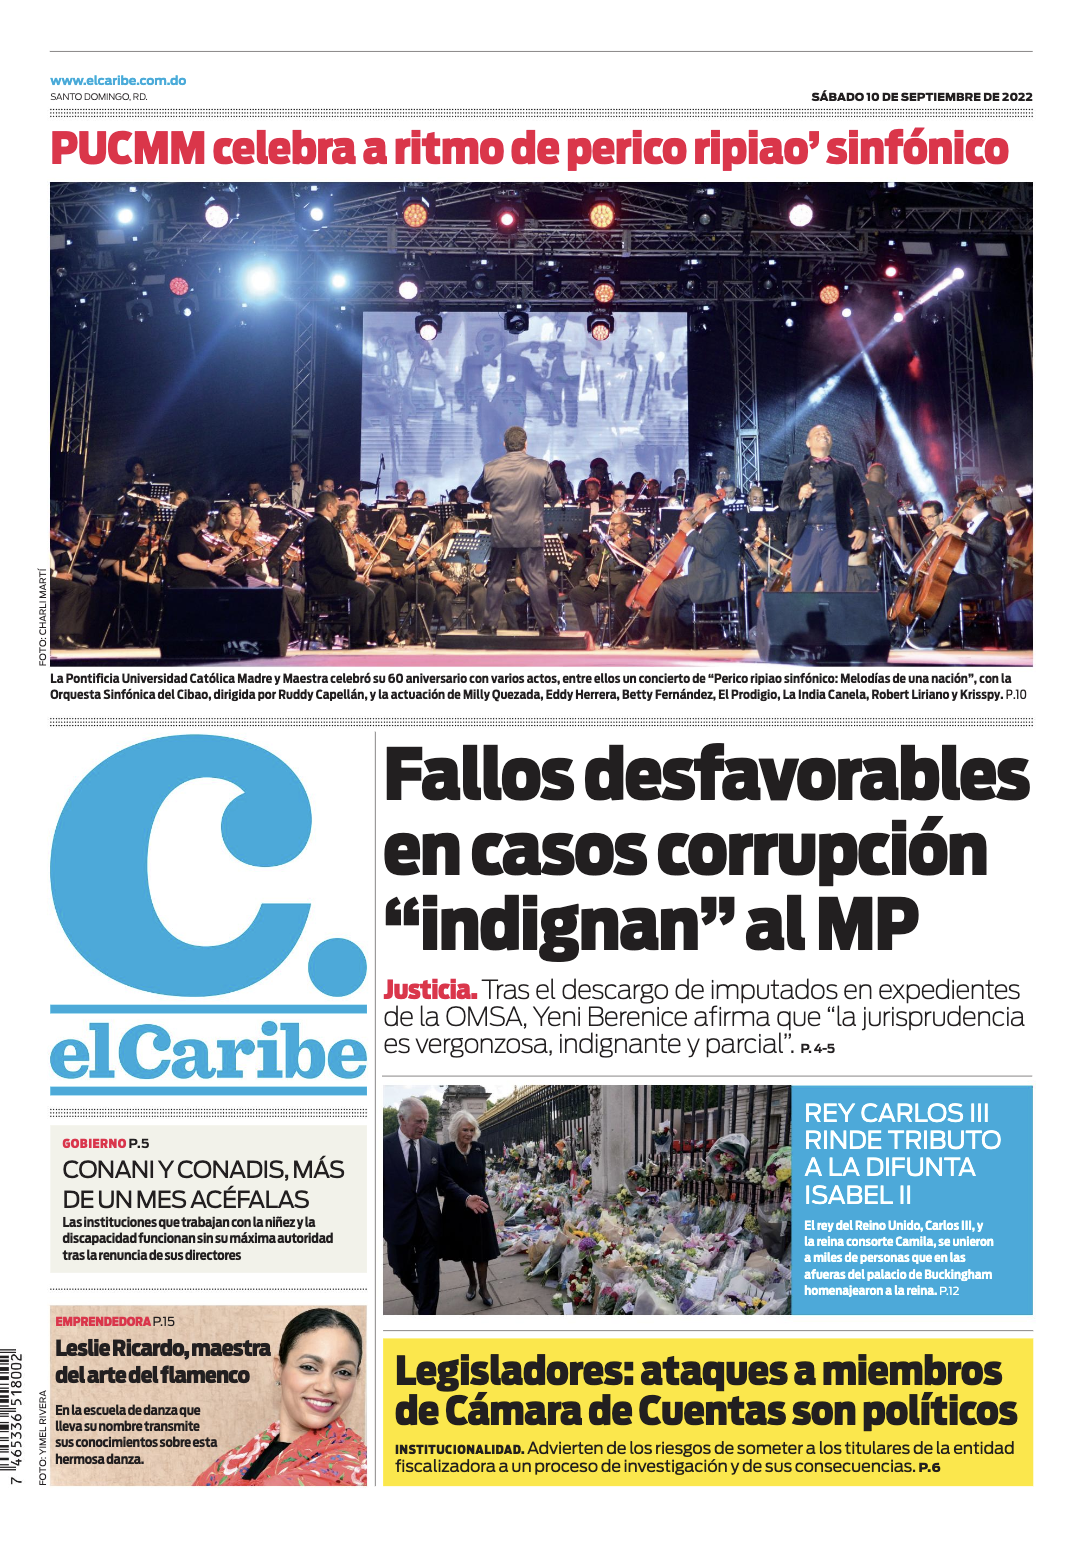 www.elcaribe.com.do
SANTO DOMINGO, RD.
SÁBADO 10 DE SEPTIEMBRE DE 2022
PUCMM celebra a ritmo de perico ripiao’ sinfónico
FOTO: CHARLI MARTÍ
La Pontificia Universidad Católica Madre y Maestra celebró su 60 aniversario con varios actos, entre ellos un concierto de “Perico ripiao sinfónico: Melodías de una nación”, con la
Orquesta Sinfónica del Cibao, dirigida por Ruddy Capellán, y la actuación de Milly Quezada, Eddy Herrera, Betty Fernández, El Prodigio, La India Canela, Robert Liriano y Krisspy. P.10
C.
elCaribe
Fallos desfavorables
en casos corrupción
“indignan” al MP
Justicia. Tras el descargo de imputados en expedientes
de la OMSA, Yeni Berenice afirma que “la jurisprudencia
es vergonzosa, indignante y parcial”. P. 4-5
GOBIERNO P.5
CONANI Y CONADIS, MÁS
DE UN MES ACÉFALAS
Las instituciones que trabajan con la niñez y la
discapacidad funcionan sin su máxima autoridad
tras la renuncia de sus directores
REY CARLOS III
RINDE TRIBUTO
A LA DIFUNTA
ISABEL II
El rey del Reino Unido, Carlos III, y
la reina consorte Camila, se unieron
a miles de personas que en las
afueras del palacio de Buckingham
homenajearon a la reina. P.12
EMPRENDEDORA P.15
Leslie Ricardo, maestra
del arte del flamenco
En la escuela de danza que
lleva su nombre transmite
sus conocimientos sobre esta
hermosa danza.
FOTO: YIMEL RIVERA
7 465336 518002
Legisladores: ataques a miembros
de Cámara de Cuentas son políticos
INSTITUCIONALIDAD. Advierten de los riesgos de someter a los titulares de la entidad
fiscalizadora a un proceso de investigación y de sus consecuencias. P.6